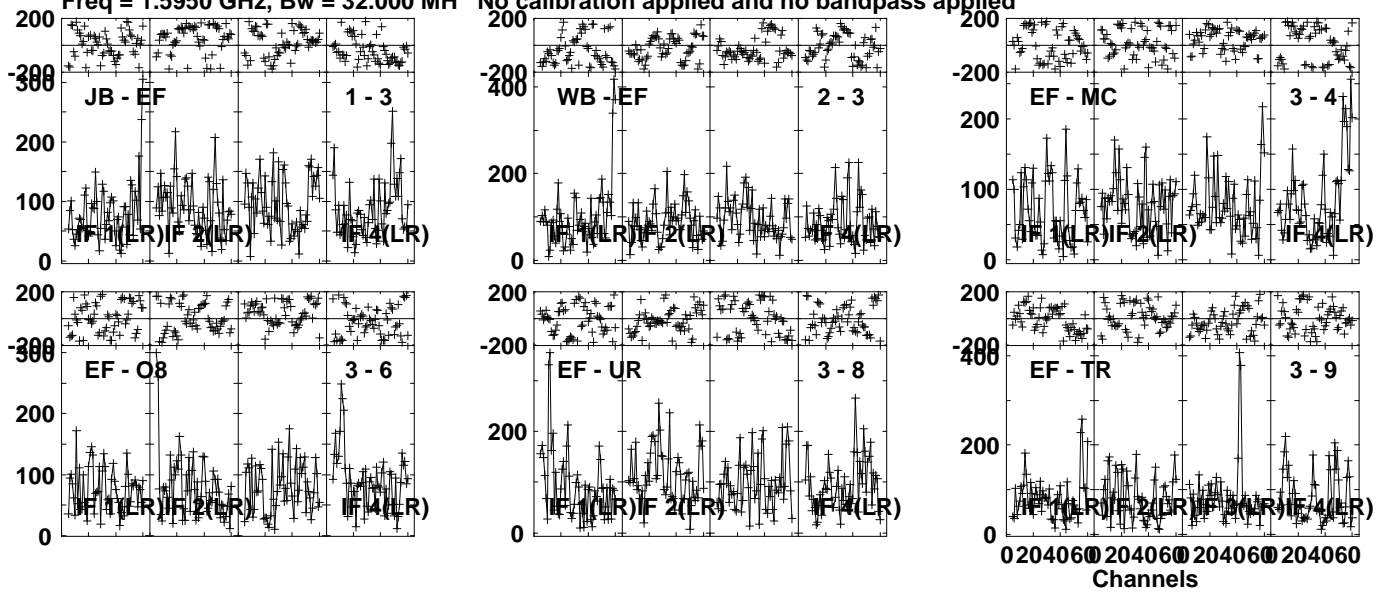 Freq = 1.5950 GHz, Bw = 32.000 MH No calibration applied and no bandpass applied
200
-200
300
200
100
0
JB - EF 1 - 3
IF 1(LR) IF 2(LR) IF 4(LR)
200
-200
400
200
0
WB - EF 2 - 3
IF 1(LR) IF 2(LR) IF 4(LR)
200
-200
200
100
0
EF - MC 3 - 4
IF 1(LR) IF 2(LR) IF 4(LR)
200
-200
300
200
100
0
EF - O8 3 - 6
IF 1(LR) IF 2(LR) IF 4(LR)
200
-200
200
0
EF - UR 3 - 8
IF 1(LR) IF 2(LR) IF 4(LR)
200
-200
400
200
0
EF - TR 3 - 9
IF 1(LR) IF 2(LR) IF 3(LR) IF 4(LR)
0 20 40 60 0 20 40 60 0 20 40 60 0 20 40 60
Channels